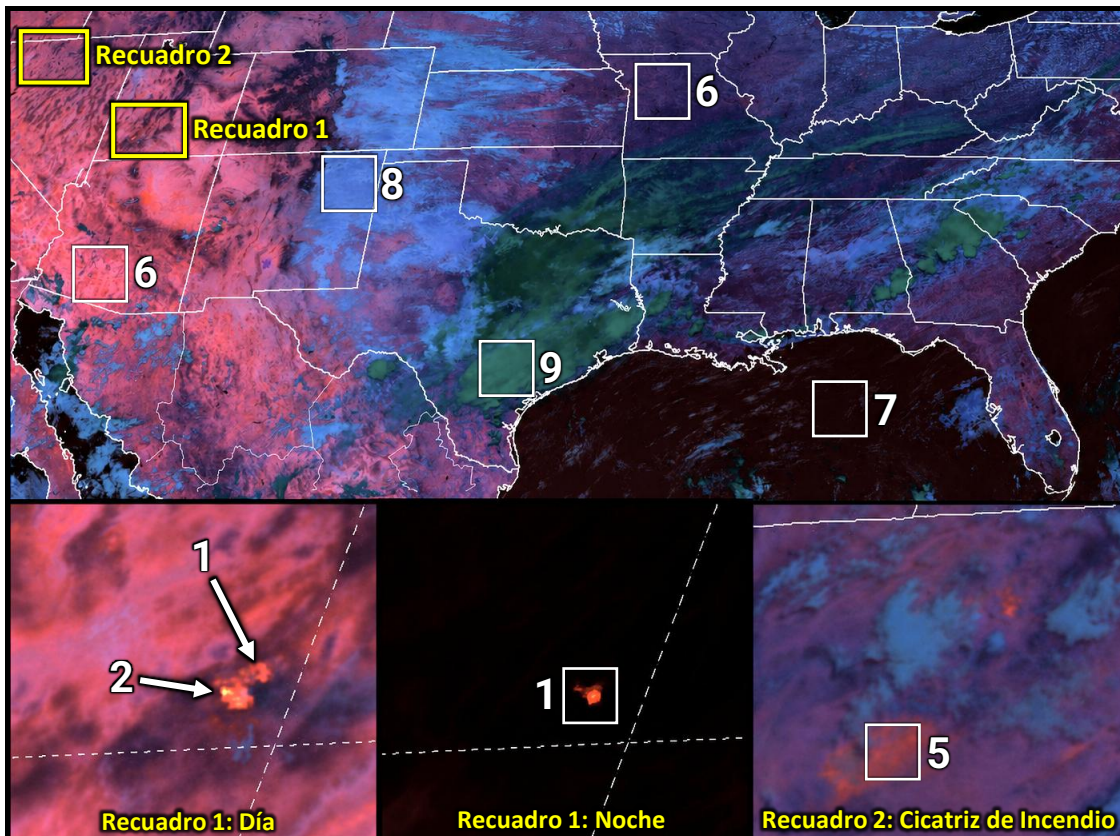 Recuadro 2
6
Recuadro 1
8
6
9
7
1
2
1
5
Recuadro 1: Día
Recuadro 1: Noche
Recuadro 2: Cicatriz de Incendio